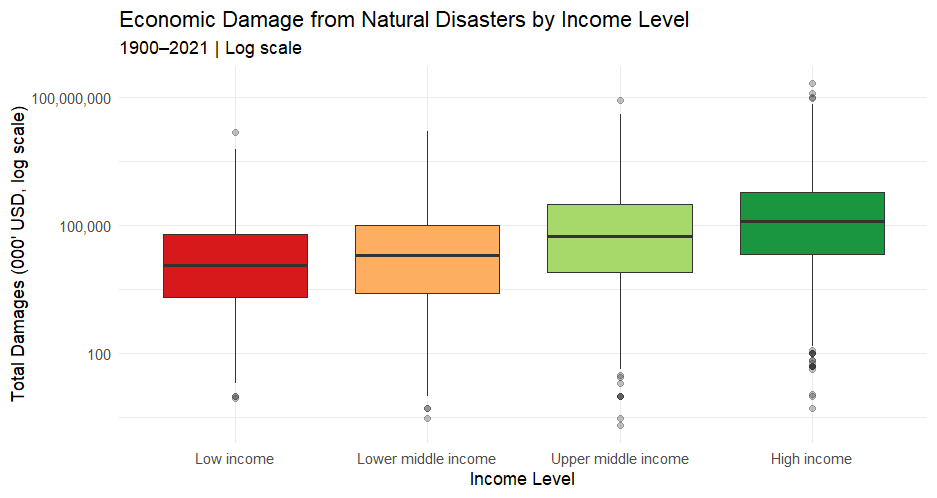 Economic Damage from Natural Disasters by Income Level
1900–2021 | Log scale
Total Damages (000' USD, log scale)
100,000,000
100,000
100
Low income
Lower middle income
Upper middle income
High income
Income Level